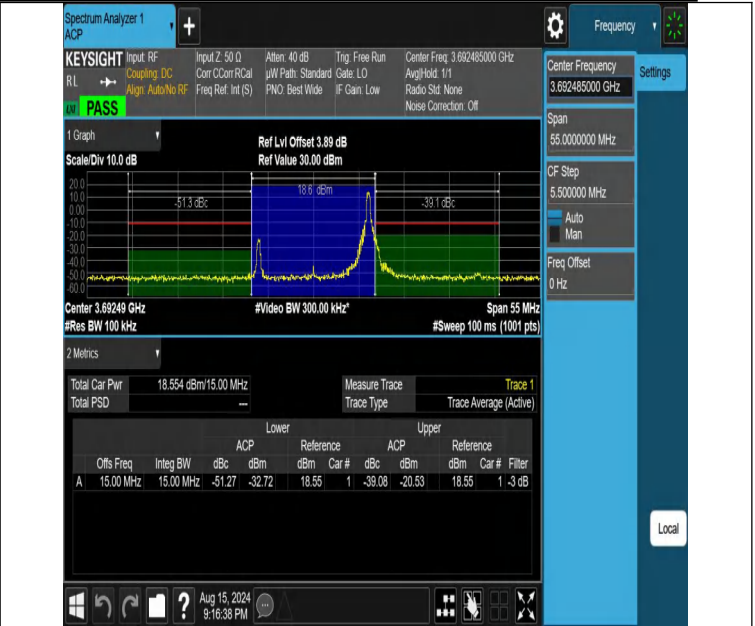 Spectrum Analyzer 1
ACP
Frequency
KEYSIGHT
RL
PASS
Input: RF
Coupling: DC
Align: Auto/No RF
Input Z: 50 Ω
Corr CCorr RCal
Freq Ref: Int (S)
Atten: 40 dB
µW Path: Standard
PNO: Best Wide
Trig: Free Run
Gate: LO
IF Gain: Low
Center Freq: 3.692485000 GHz
Avg|Hold: 1/1
Radio Std: None
Noise Correction: Off
Center Frequency
3.692485000 GHz
Settings
Span
55.0000000 MHz
CF Step
5.500000 MHz
Auto
Man
Freq Offset
0 Hz
1 Graph
Scale/Div 10.0 dB
Ref Lvl Offset 3.89 dB
Ref Value 30.00 dBm
20.0
10.0
0.00
-10.0
-20.0
-30.0
-40.0
-50.0
-60.0
-51.3 dBc
18.6 dBm
-39.1 dBc
Center 3.69249 GHz
#Video BW 300.00 kHz*
Span 55 MHz
#Res BW 100 kHz
#Sweep 100 ms (1001 pts)
2 Metrics
Total Car Pwr 18.554 dBm/15.00 MHz
Total PSD ---
Measure Trace Trace 1
Trace Type Trace Average (Active)
Lower Upper
ACP Reference ACP Reference
Offs Freq Integ BW dBc dBm dBm Car # dBc dBm dBm Car # Filter
A 15.00 MHz 15.00 MHz -51.27 -32.72 18.55 1 -39.08 -20.53 18.55 1 -3 dB
Local
?
Aug 15, 2024
9:16:38 PM